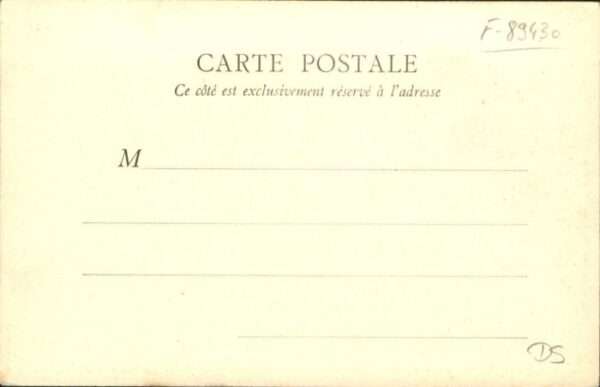 F-89430
CARTE POSTALE
Ce côté est exclusivement réservé à l'adresse
M
DS